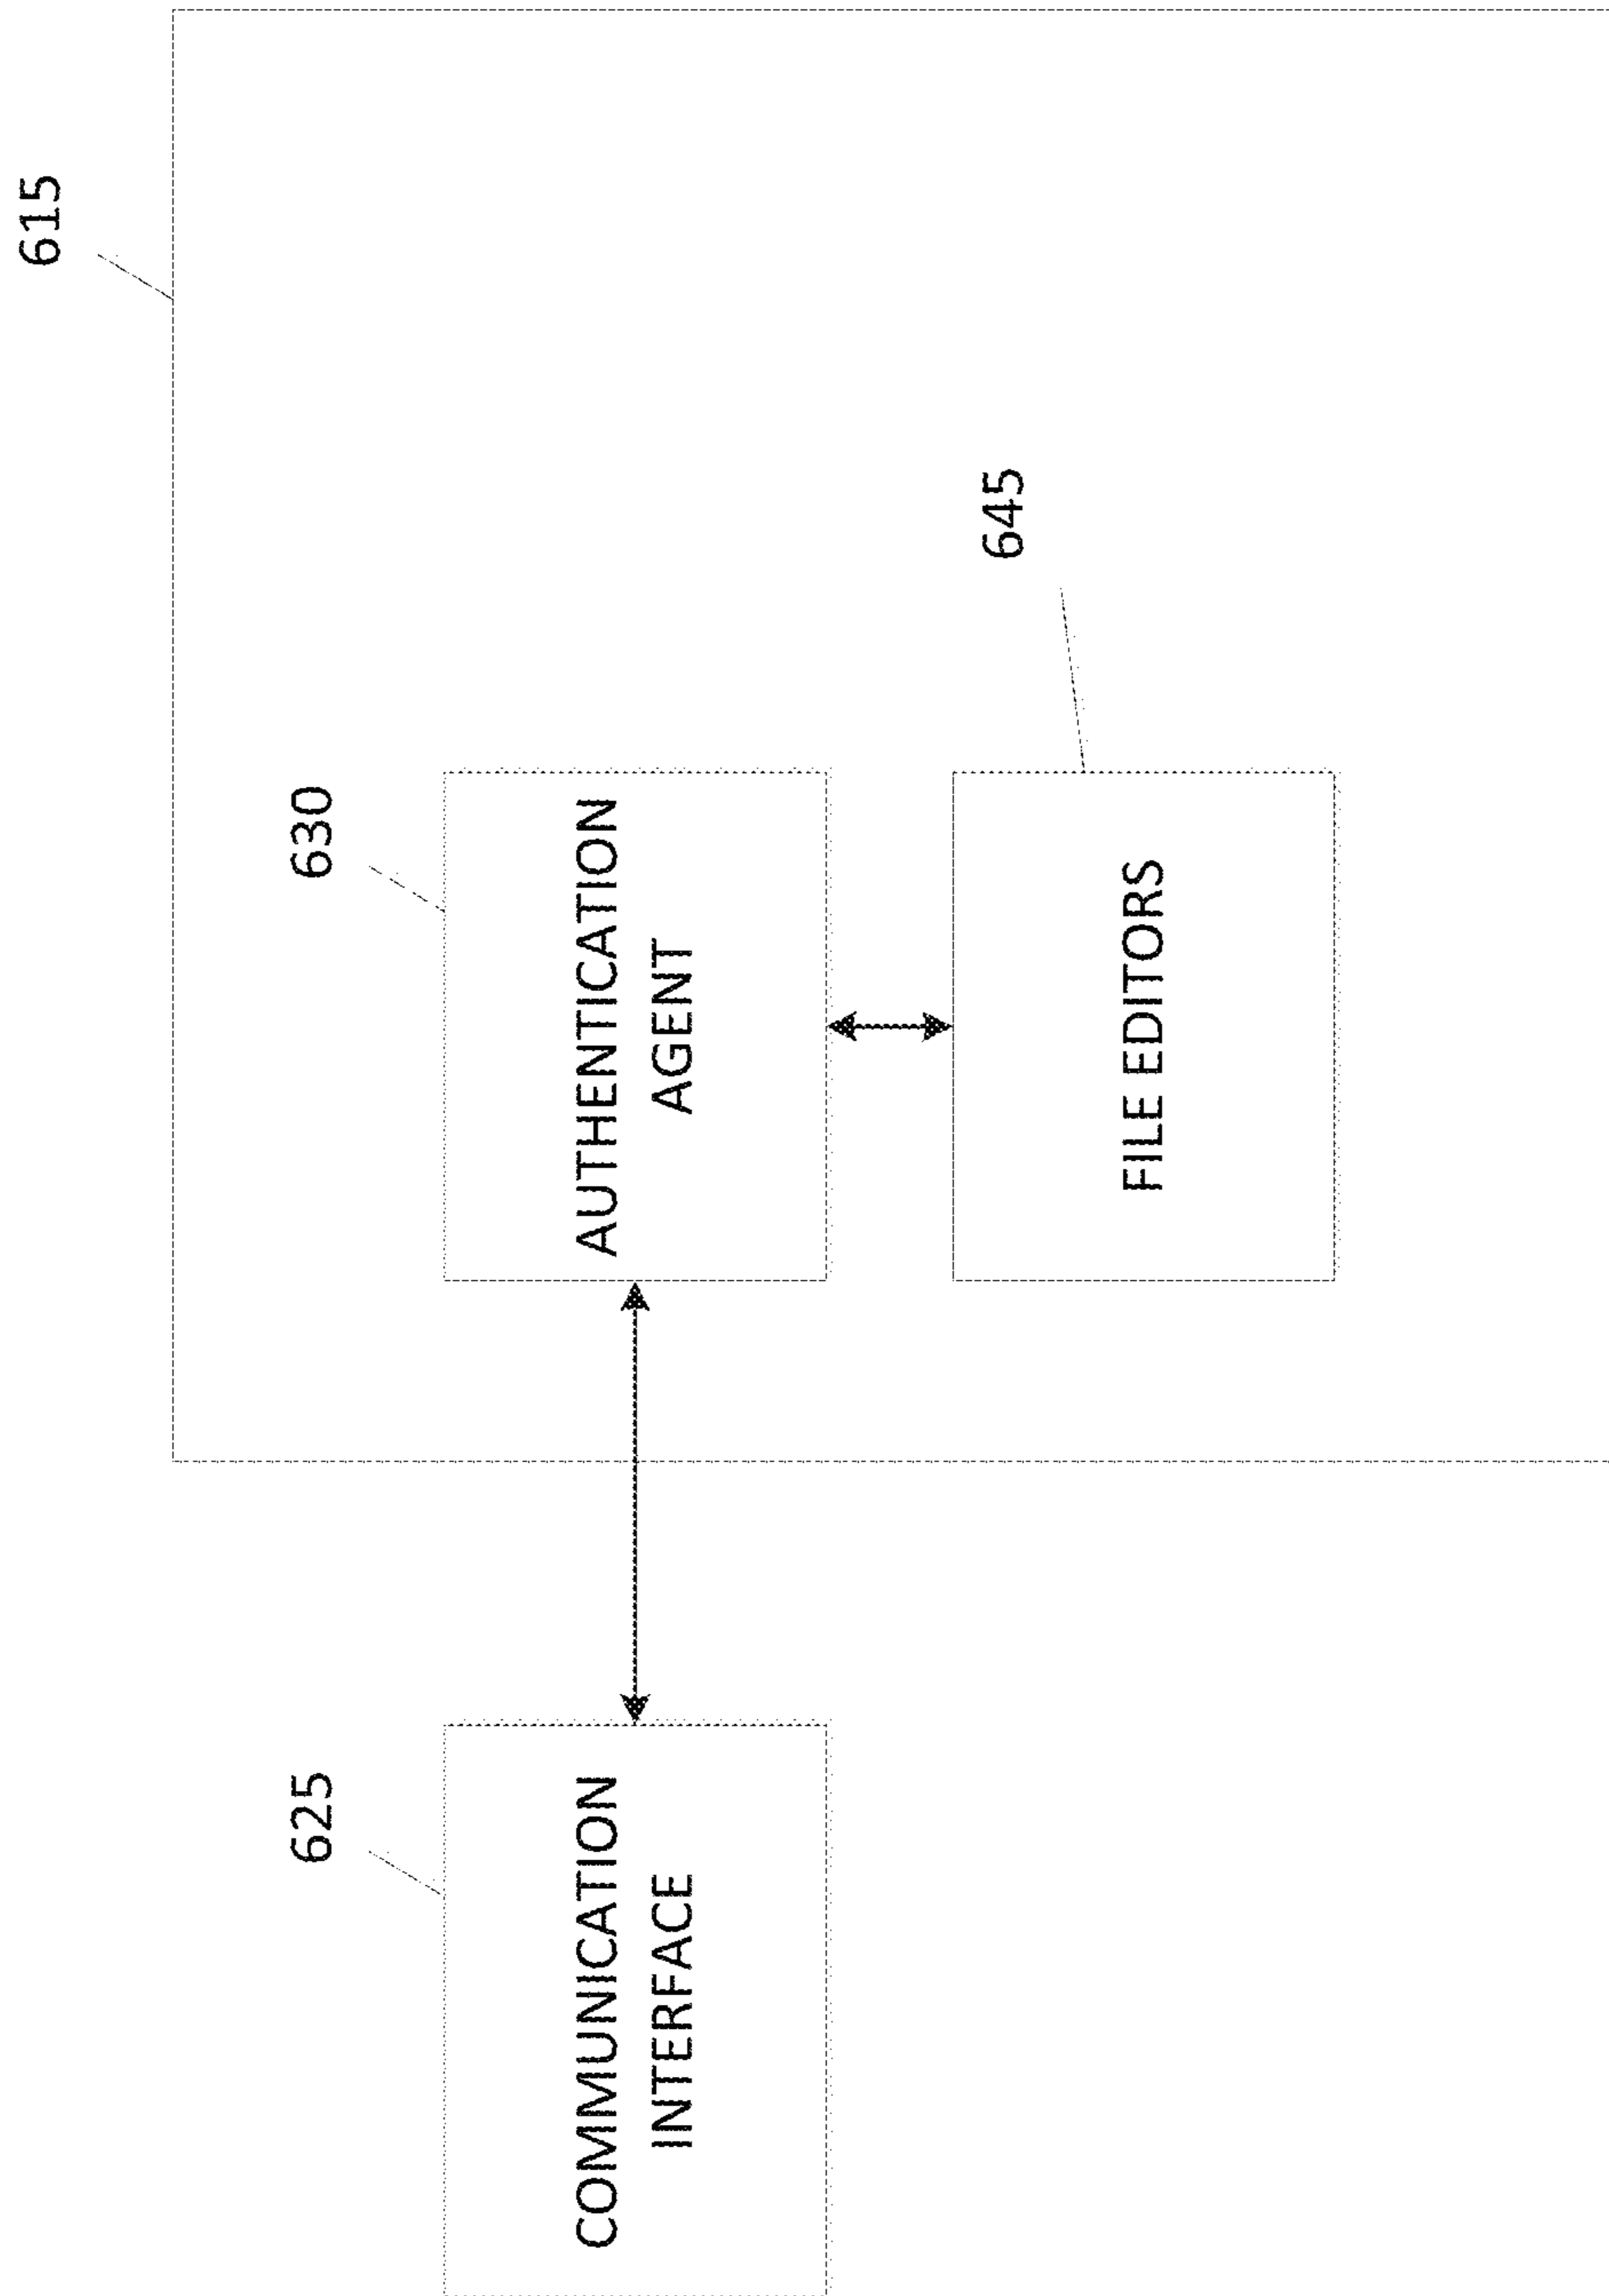 615
625
630
COMMUNICATION
INTERFACE
AUTHENTICATION
AGENT
645
FILE EDITORS